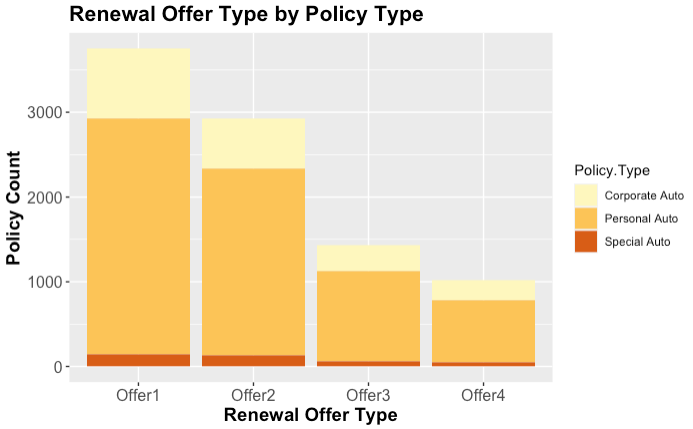 Renewal Offer Type by Policy Type
Policy Count
3000
2000
1000
0
Offer1 Offer2 Offer3 Offer4
Renewal Offer Type
Policy.Type
Corporate Auto
Personal Auto
Special Auto